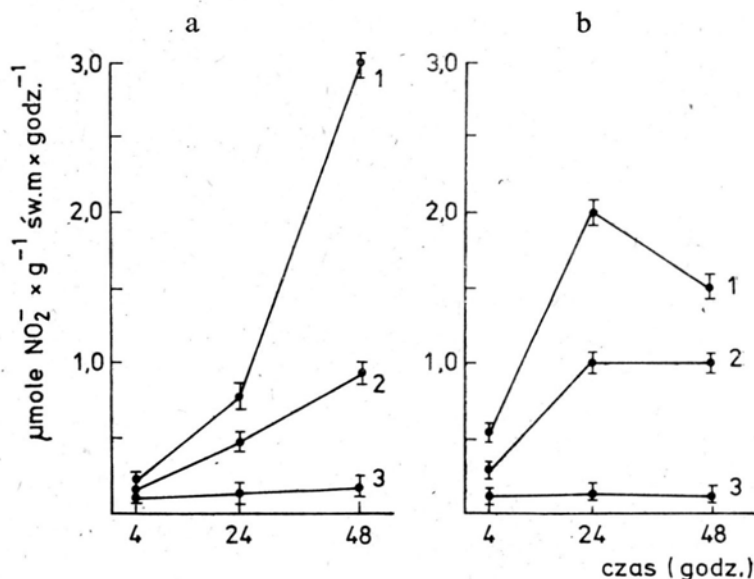 a
b
µmole NO₂⁻ × g⁻¹ św.m × godz.⁻¹
3,0
2,0
1,0
1
2
3
4 24 48
3,0
2,0
1,0
1
2
3
4 24 48
czas (godz.)